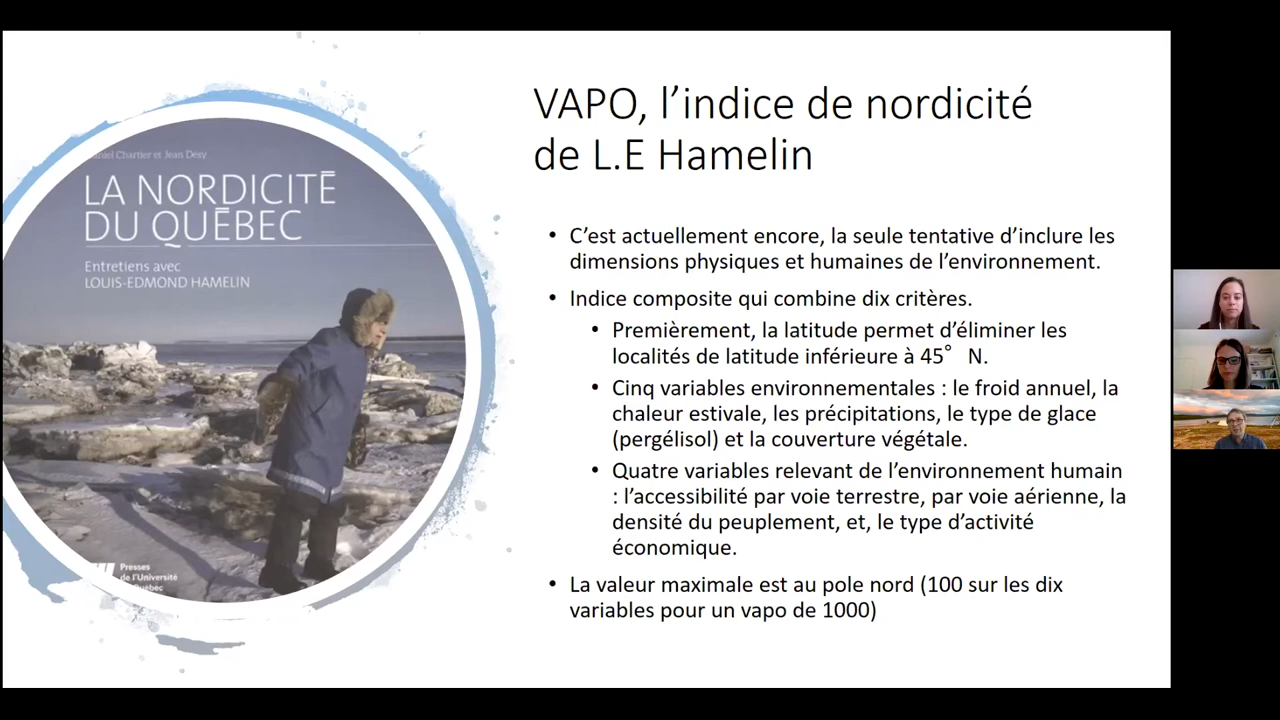 VAPO, l’indice de nordicité
de L.E Hamelin
Daniel Chartier et Jean Désy
LA NORDICITÉ
DU QUÉBEC
Entretiens avec
LOUIS-EDMOND HAMELIN
Presses
de l'Université
du Québec
• C’est actuellement encore, la seule tentative d’inclure les
dimensions physiques et humaines de l’environnement.
• Indice composite qui combine dix critères.
• Premièrement, la latitude permet d’éliminer les
localités de latitude inférieure à 45° N.
• Cinq variables environnementales : le froid annuel, la
chaleur estivale, les précipitations, le type de glace
(pergélisol) et la couverture végétale.
• Quatre variables relevant de l’environnement humain
: l’accessibilité par voie terrestre, par voie aérienne, la
densité du peuplement, et, le type d’activité
économique.
• La valeur maximale est au pole nord (100 sur les dix
variables pour un vapo de 1000)